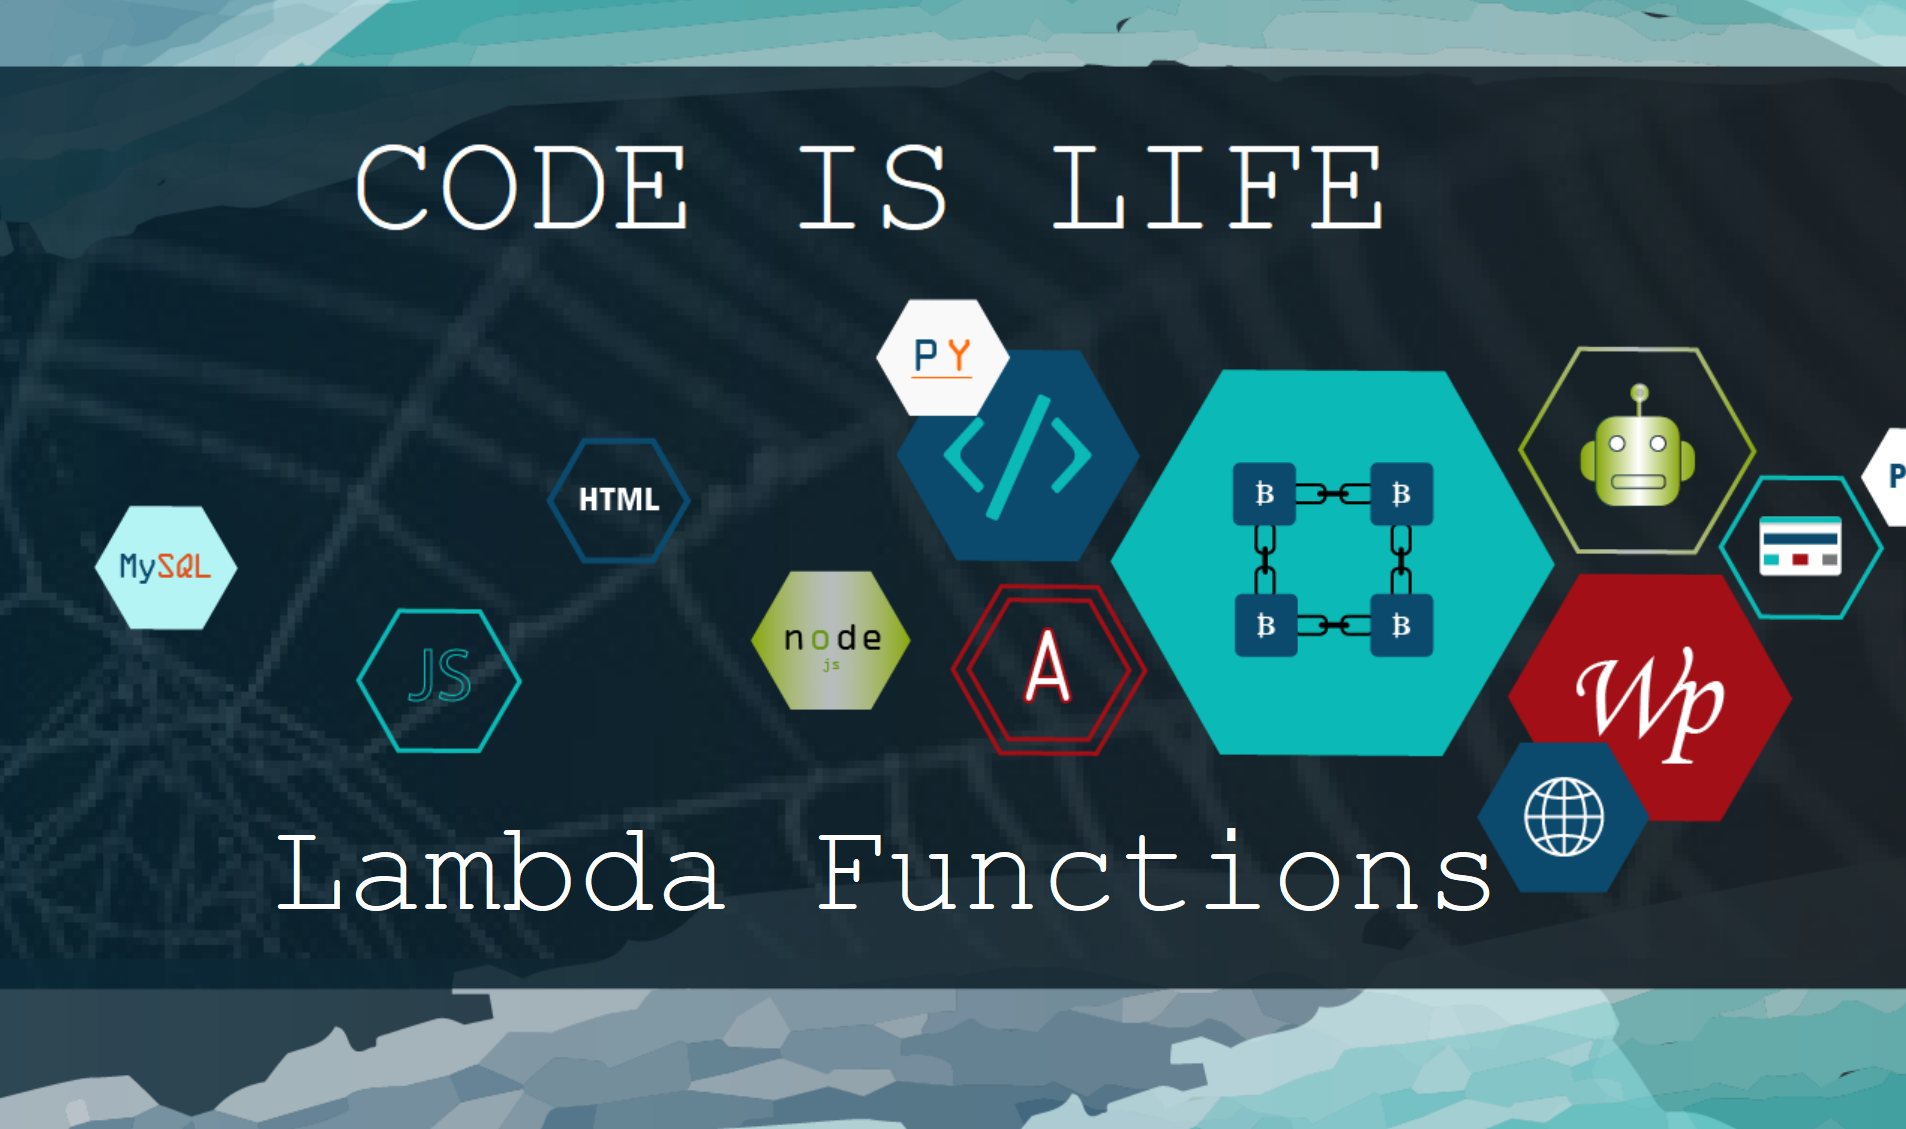 CODE IS LIFE
PY
HTML
MySQL
JS
node
js
A
B B
B B
Wp
P
Lambda Functions